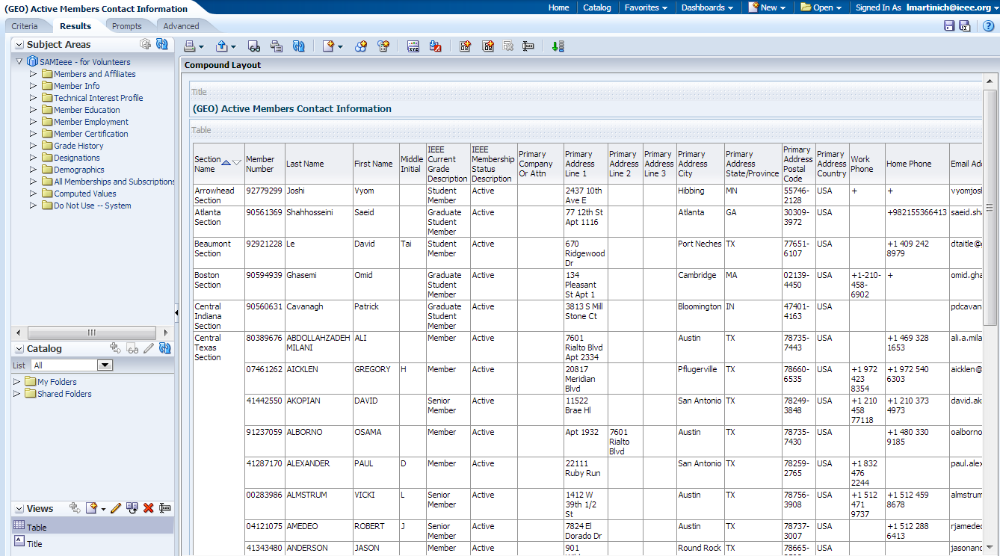 (GEO) Active Members Contact Information
Home Catalog Favorites Dashboards New Open Signed In As lmartinich@ieee.org
Criteria Results Prompts Advanced
Subject Areas
SAMIeee - for Volunteers
Members and Affiliates
Member Info
Technical Interest Profile
Member Education
Member Employment
Member Certification
Grade History
Designations
Demographics
All Memberships and Subscriptions
Computed Values
Do Not Use -- System
Catalog
List All
My Folders
Shared Folders
Views
Table
Title
Compound Layout
Title
(GEO) Active Members Contact Information
Table
Section Name Member Number Last Name First Name Middle Initial IEEE Current Grade Description IEEE Membership Status Description Primary Company Or Attn Primary Address Line 1 Primary Address Line 2 Primary Address Line 3 Primary Address City Primary Address State/Province Primary Address Postal Code Primary Address Country Work Phone Home Phone Email Ad
Arrowhead Section 92779299 Joshi Vyom Student Member Active 2437 10th Ave E Hibbing MN 55746-2128 USA + + vyomjos
Atlanta Section 90561369 Shahhosseini Saeid Graduate Student Member Active 77 12th St Apt 1116 Atlanta GA 30309-3972 USA +982155366413 saeid.sh
Beaumont Section 92921228 Le David Tai Student Member Active 670 Ridgewood Dr Port Neches TX 77651-6107 USA +1 409 242 8979 dtaitle@
Boston Section 90594939 Ghasemi Omid Graduate Student Member Active 134 Pleasant St Apt 1 Cambridge MA 02139-4450 USA +1-210-458-6902 + omid.gha
Central Indiana Section 90560631 Cavanagh Patrick Graduate Student Member Active 3813 S Mill Stone Ct Bloomington IN 47401-4163 USA pdcavan
Central Texas Section 80389676 ABDOLLAHZADEH MILANI ALI Member Active 7601 Rialto Blvd Apt 2334 Austin TX 78735-7443 USA +1 469 328 1653 ali.a.mila
07461262 AICKLEN GREGORY H Member Active 20817 Meridian Blvd Pflugerville TX 78660-6535 USA +1 972 423 8354 +1 972 540 6303 aicklen@
41442550 AKOPIAN DAVID Senior Member Active 11522 Brae Hl San Antonio TX 78249-3848 USA +1 210 458 77118 +1 210 373 4973 david.ak
91237059 ALBORNO OSAMA Member Active Apt 1932 7601 Rialto Blvd Austin TX 78735-7430 USA +1 480 330 9185 oalborno
41287170 ALEXANDER PAUL D Member Active 22111 Ruby Run San Antonio TX 78259-2765 USA +1 832 476 2244 paul.alex
00283986 ALMSTRUM VICKI L Senior Member Active 1412 W 39th 1/2 St Austin TX 78756-3908 USA +1 512 471 9737 +1 512 459 8678 almstrum
04121075 AMEDEO ROBERT J Senior Member Active 7824 El Dorado Dr Austin TX 78737-3007 USA +1 512 288 6413 rjamedeo
41343480 ANDERSON JASON Member Active 901 Round Rock TX 78665- USA jasonand